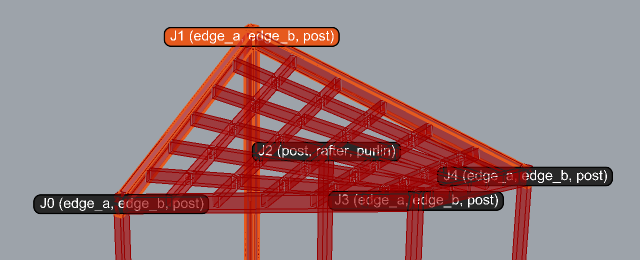 J1 (edge_a, edge_b, post)
J2 (post, rafter, purlin)
J4 (edge_a, edge_b, post)
J0 (edge_a, edge_b, post)
J3 (edge_a, edge_b, post)